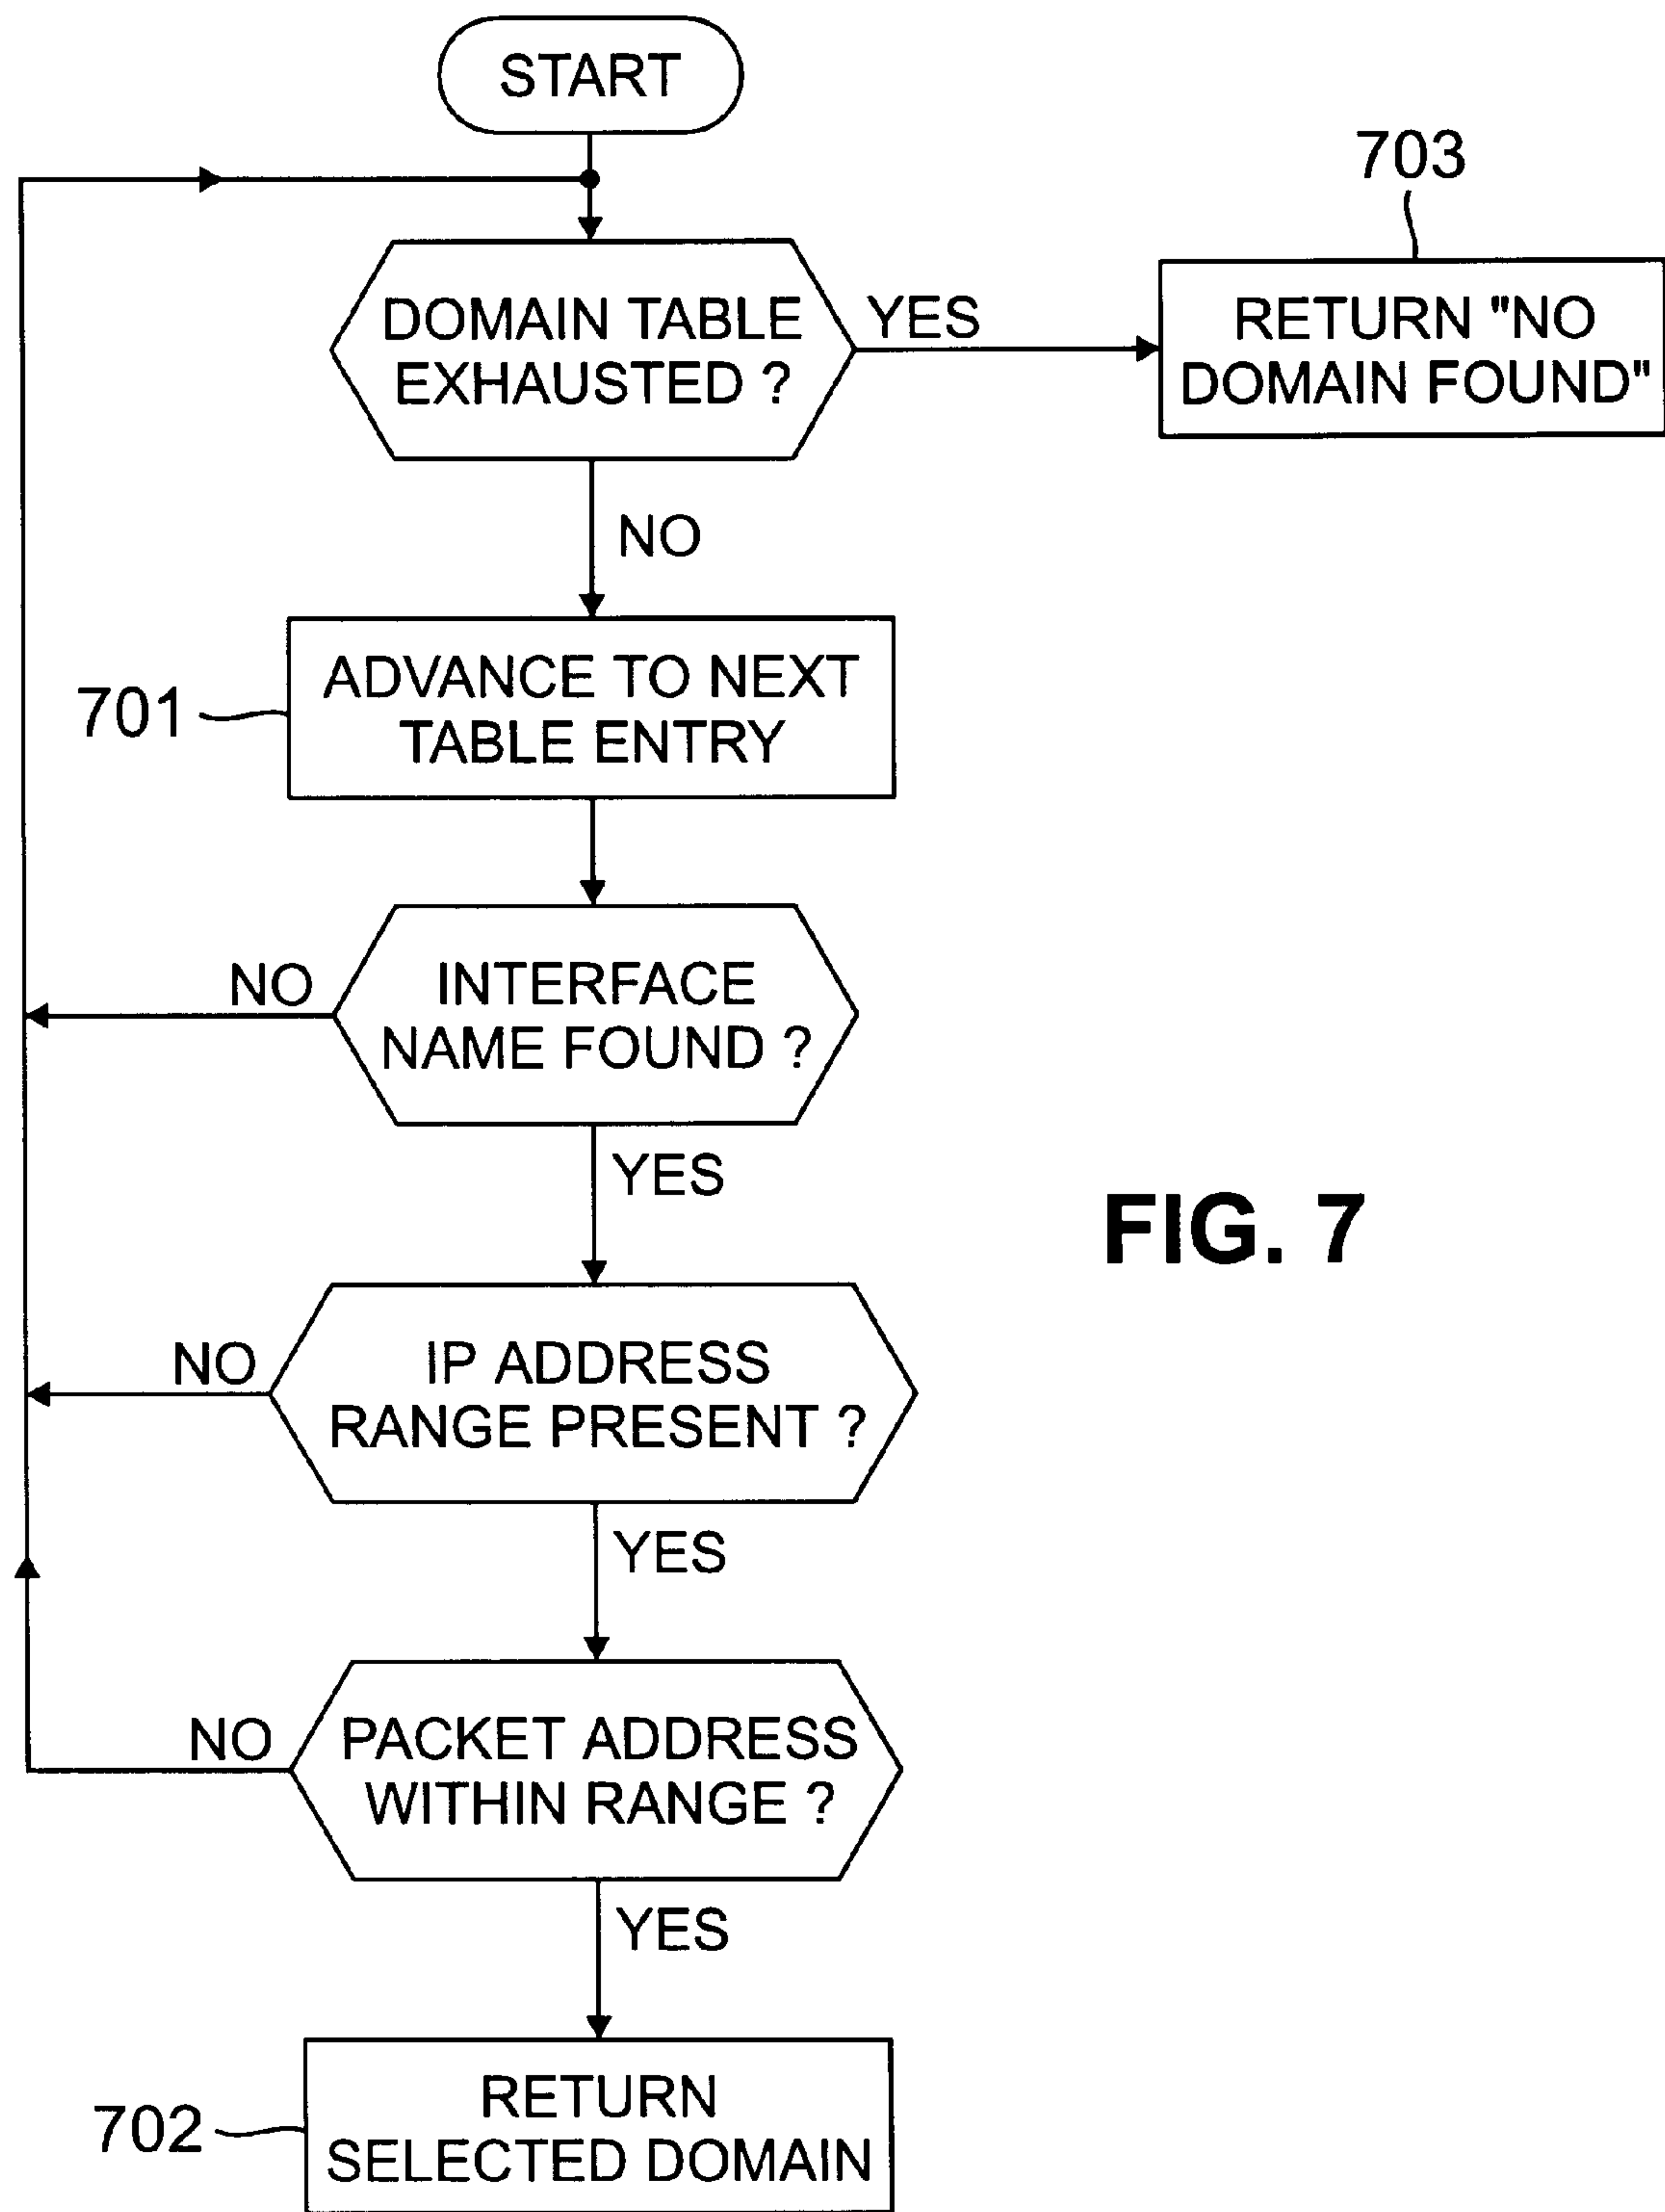 START
703
DOMAIN TABLE
EXHAUSTED ?
YES
RETURN "NO
DOMAIN FOUND"
NO
701
ADVANCE TO NEXT
TABLE ENTRY
NO
INTERFACE
NAME FOUND ?
YES
FIG. 7
NO
IP ADDRESS
RANGE PRESENT ?
YES
NO
PACKET ADDRESS
WITHIN RANGE ?
YES
702
RETURN
SELECTED DOMAIN